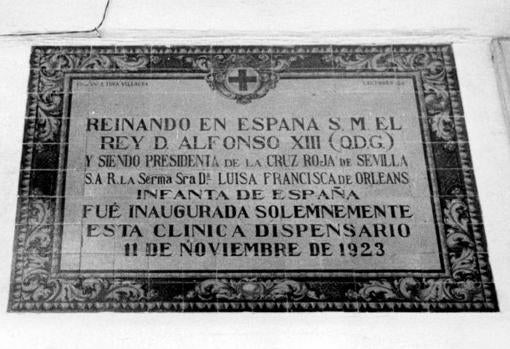 REINANDO EN ESPAÑA S. M. EL
REY D. ALFONSO XIII (Q.D.G.)
Y SIENDO PRESIDENTA DE LA CRUZ ROJA DE SEVILLA
S.A.R. LA Serma Sra Dª LUISA FRANCISCA DE ORLEANS
INFANTA DE ESPAÑA
FUÉ INAUGURADA SOLEMNEMENTE
ESTA CLINICA DISPENSARIO
11 DE NOVIEMBRE DE 1923